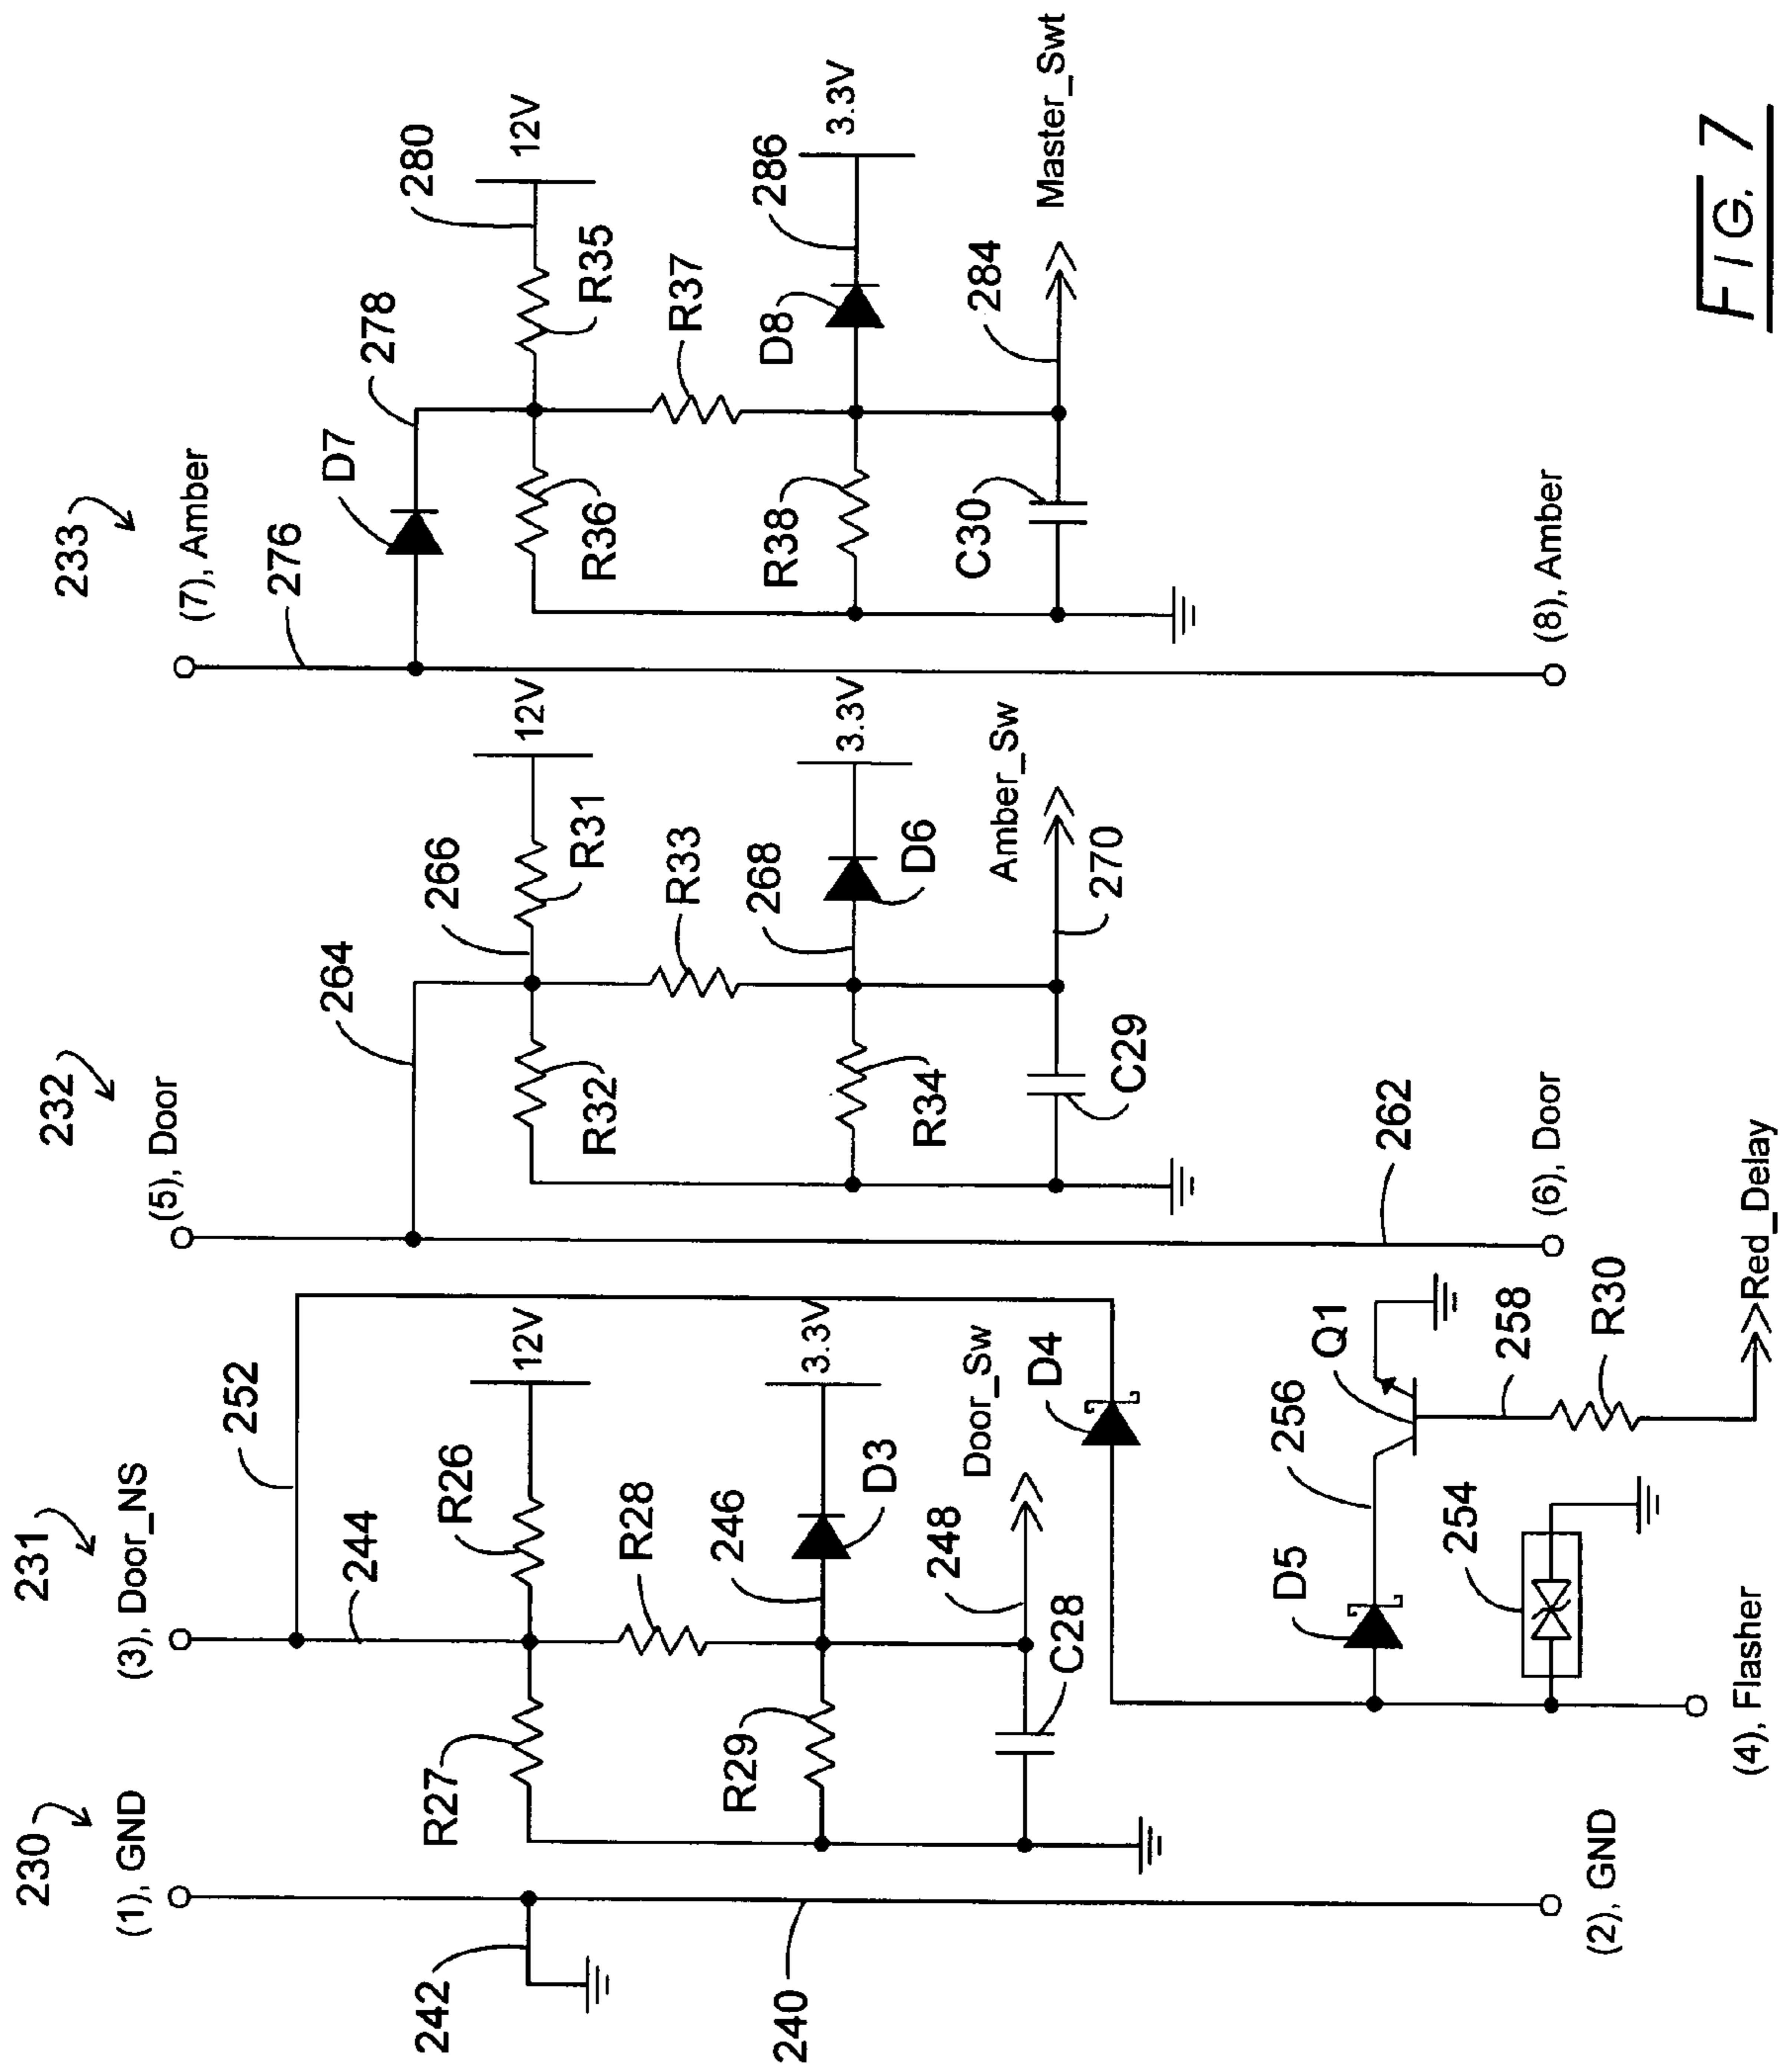 230
(1), GND
242
240
(2), GND
231
(3), Door_NS
244
252
R27
R26
12V
R28
R29
246
D3
3.3V
248
Door_Sw
C28
D4
D5
256
Q1
258
R30
Red_Delay
254
(4), Flasher
232
(5), Door
264
266
R32
R31
12V
R33
R34
268
D6
3.3V
Amber_Sw
270
C29
262
(6), Door
233
(7), Amber
276
D7
278
280
12V
R36
R35
R37
R38
D8
286
3.3V
C30
284
Master_Swt
(8), Amber
FIG. 7